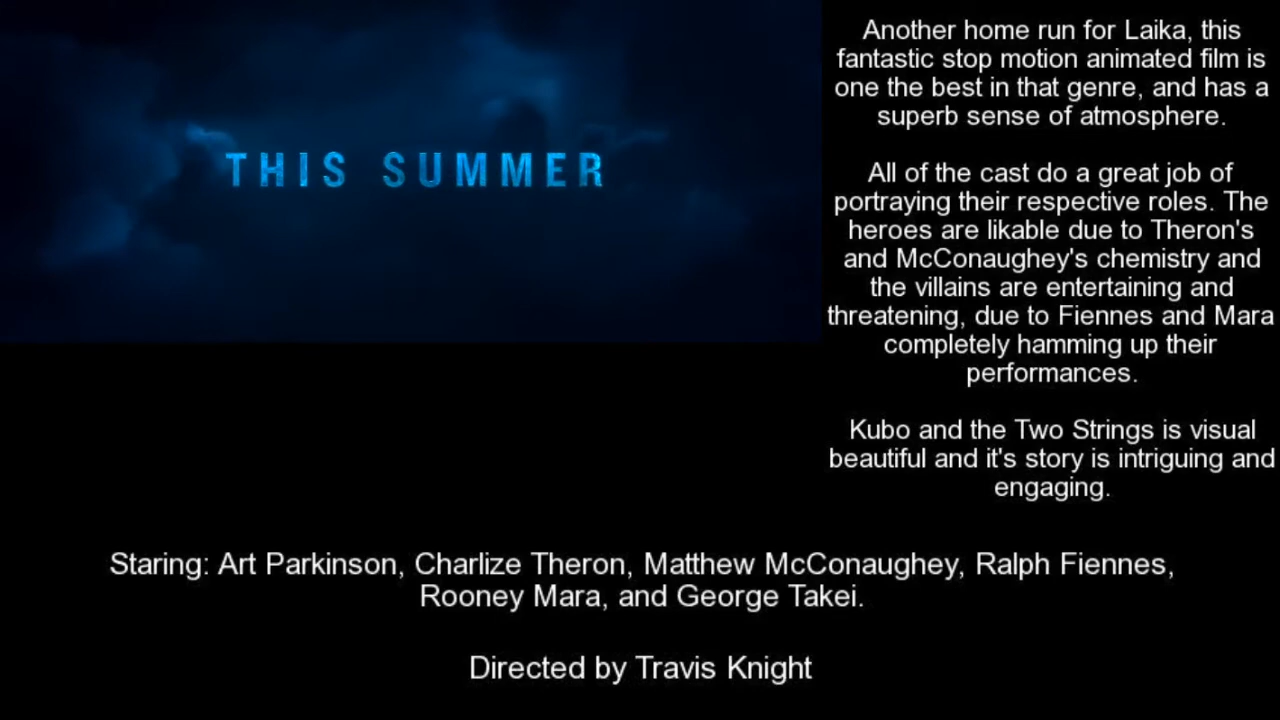 THIS SUMMER
Another home run for Laika, this
fantastic stop motion animated film is
one the best in that genre, and has a
superb sense of atmosphere.
All of the cast do a great job of
portraying their respective roles. The
heroes are likable due to Theron's
and McConaughey's chemistry and
the villains are entertaining and
threatening, due to Fiennes and Mara
completely hamming up their
performances.
Kubo and the Two Strings is visual
beautiful and it's story is intriguing and
engaging.
Staring: Art Parkinson, Charlize Theron, Matthew McConaughey, Ralph Fiennes,
Rooney Mara, and George Takei.
Directed by Travis Knight